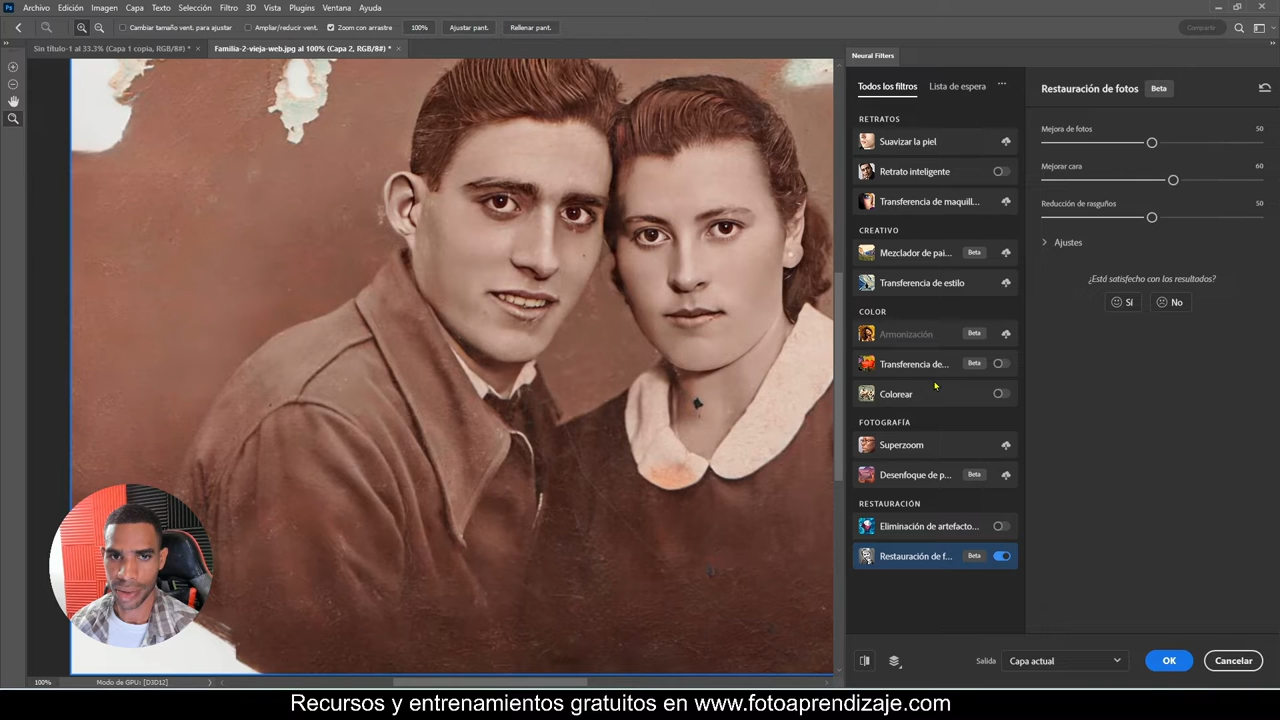 Ps Archivo Edición Imagen Capa Texto Selección Filtro 3D Vista Plugins Ventana Ayuda
Cambiar tamaño vent. para ajustar Ampliar/reducir vent. Zoom con arrastre 100% Ajustar pant. Rellenar pant. Compartir
Sin título-1 al 33.3% (Capa 1 copia, RGB/8#) * × Familia-2-vieja-web.jpg al 100% (Capa 2, RGB/8#) * ×
Neural Filters
Todos los filtros Lista de espera ...
Restauración de fotos Beta
RETRATOS
Suavizar la piel
Retrato inteligente
Transferencia de maquill...
CREATIVO
Mezclador de pai... Beta
Transferencia de estilo
COLOR
Armonización Beta
Transferencia de... Beta
Colorear
FOTOGRAFÍA
Superzoom
Desenfoque de p... Beta
RESTAURACIÓN
Eliminación de artefacto...
Restauración de f... Beta
Mejora de fotos 50
Mejorar cara 60
Reducción de rasguños 50
Ajustes
¿Está satisfecho con los resultados?
Sí No
Salida Capa actual OK Cancelar
100% Modo de GPU: [D3D12]
Recursos y entrenamientos gratuitos en www.fotoaprendizaje.com